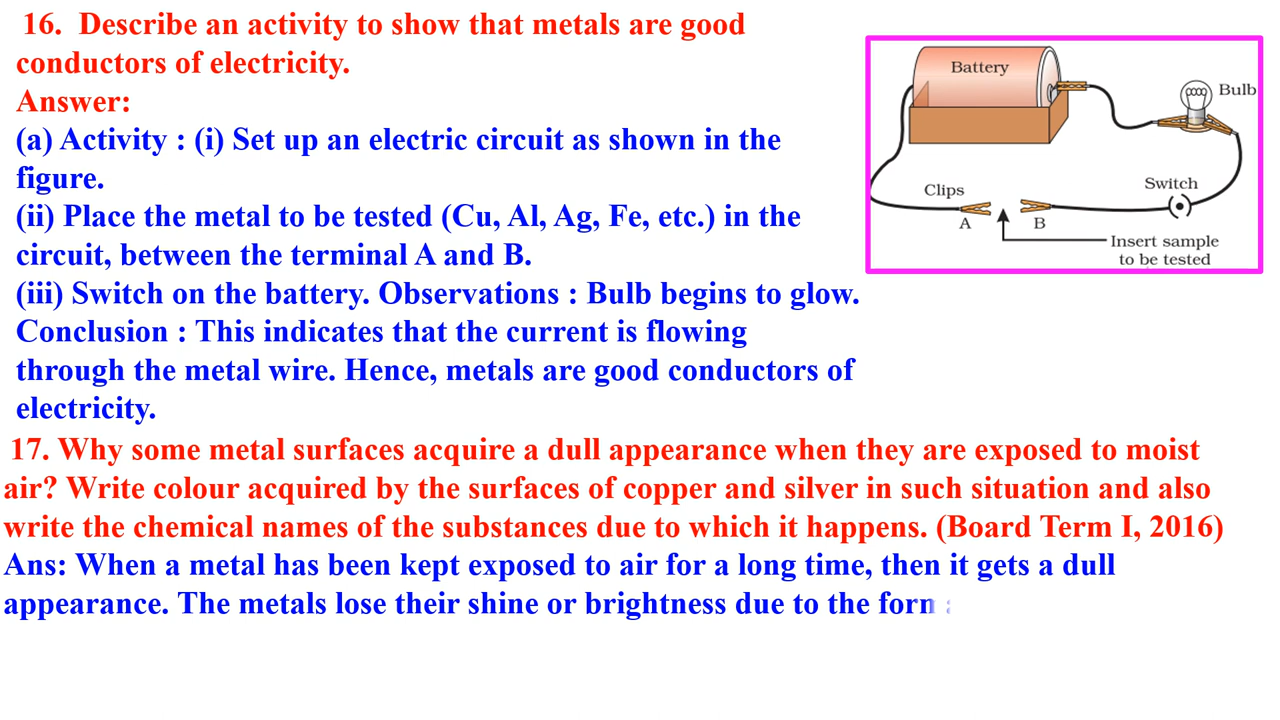 16. Describe an activity to show that metals are good
conductors of electricity.
Answer:
(a) Activity : (i) Set up an electric circuit as shown in the
figure.
(ii) Place the metal to be tested (Cu, Al, Ag, Fe, etc.) in the
circuit, between the terminal A and B.
(iii) Switch on the battery. Observations : Bulb begins to glow.
Conclusion : This indicates that the current is flowing
through the metal wire. Hence, metals are good conductors of
electricity.
Battery
Bulb
Clips
Switch
A
B
Insert sample
to be tested
17. Why some metal surfaces acquire a dull appearance when they are exposed to moist
air? Write colour acquired by the surfaces of copper and silver in such situation and also
write the chemical names of the substances due to which it happens. (Board Term I, 2016)
Ans: When a metal has been kept exposed to air for a long time, then it gets a dull
appearance. The metals lose their shine or brightness due to the